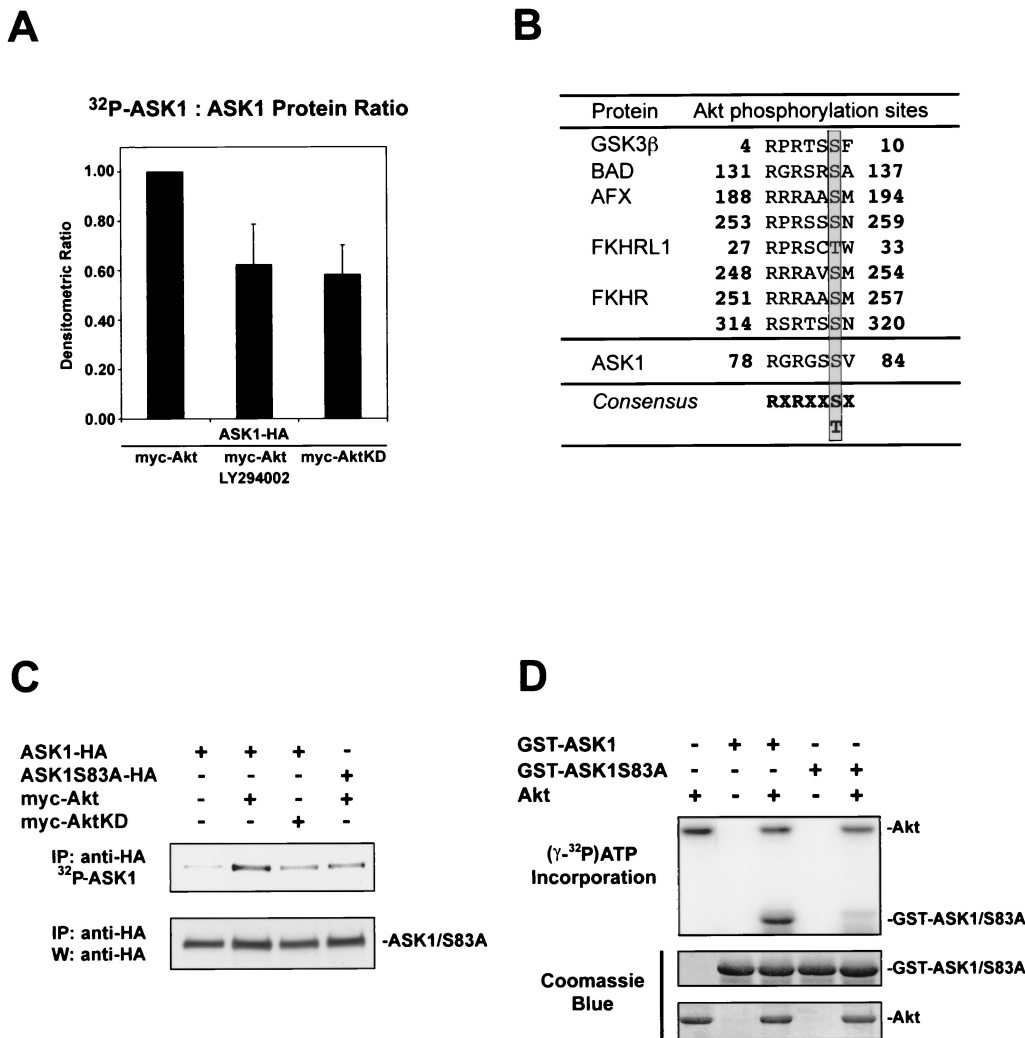 A
³²P-ASK1 : ASK1 Protein Ratio
Densitometric Ratio
1.00
0.80
0.60
0.40
0.20
0.00
ASK1-HA
myc-Akt myc-Akt myc-AktKD
LY294002
B
Protein Akt phosphorylation sites
GSK3β 4 RPRTSSF 10
BAD 131 RGRSRSA 137
AFX 188 RRRAASM 194
253 RPRSSSN 259
FKHRL1 27 RPRSCTW 33
248 RRRAVSM 254
FKHR 251 RRRAASM 257
314 RSRTSSN 320
ASK1 78 RGRGSSV 84
Consensus RXRXXSX
T
C
ASK1-HA + + + -
ASK1S83A-HA - - - +
myc-Akt - + - +
myc-AktKD - - + -
IP: anti-HA
³²P-ASK1
IP: anti-HA
W: anti-HA
-ASK1/S83A
D
GST-ASK1 - + + - -
GST-ASK1S83A - - - + +
Akt + - + - +
(γ-³²P)ATP
Incorporation
-Akt
-GST-ASK1/S83A
Coomassie
Blue
-GST-ASK1/S83A
-Akt